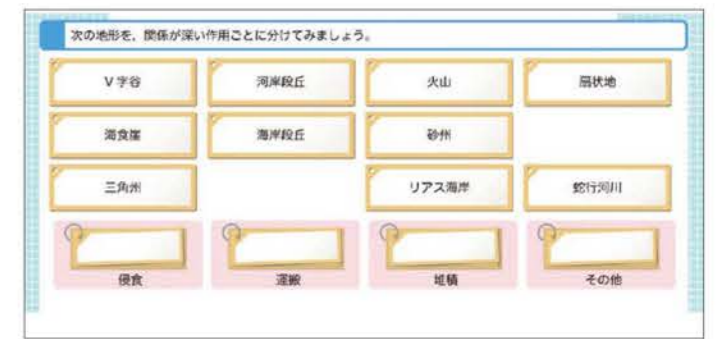 次の地形を、関係が深い作用ごとに分けてみましょう。
V字谷 河岸段丘 火山 扇状地
海食崖 海岸段丘 砂州
三角州 リアス海岸 蛇行河川
侵食 運搬 堆積 その他